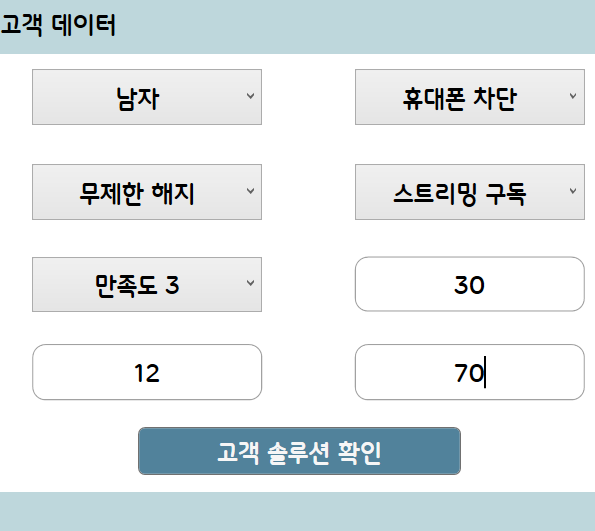 고객 데이터
남자
휴대폰 차단
무제한 해지
스트리밍 구독
만족도 3
30
12
70
고객 솔루션 확인